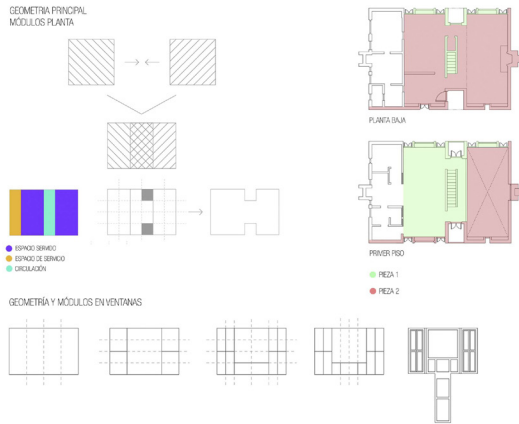 GEOMETRIA PRINCIPAL
MÓDULOS PLANTA
PLANTA BAJA
ESPACIO SERVIDO
ESPACIO DE SERVICIO
CIRCULACIÓN
PRIVER PISO
PIEZA 1
PIEZA 2
GEOMETRÍA Y MÓDULOS EN VENTANAS